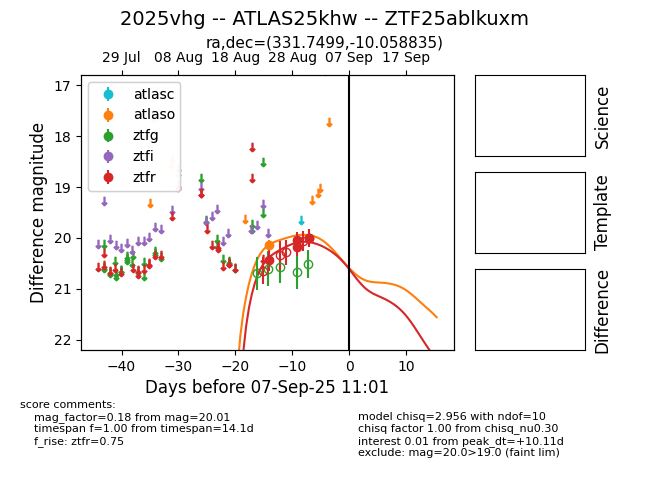 2025vhg -- ATLAS25khw -- ZTF25ablkuxm
ra,dec=(331.7499,-10.058835)
29 Jul 08 Aug 18 Aug 28 Aug 07 Sep 17 Sep
17
18
19
20
21
22
Difference magnitude
atlasc
atlaso
ztfg
ztfi
ztfr
−40 −30 −20 −10 0 10
Days before 07-Sep-25 11:01
Science
Template
Difference
score comments:
mag_factor=0.18 from mag=20.01
timespan f=1.00 from timespan=14.1d
f_rise: ztfr=0.75
model chisq=2.956 with ndof=10
chisq factor 1.00 from chisq_nu0.30
interest 0.01 from peak_dt=+10.11d
exclude: mag=20.0>19.0 (faint lim)